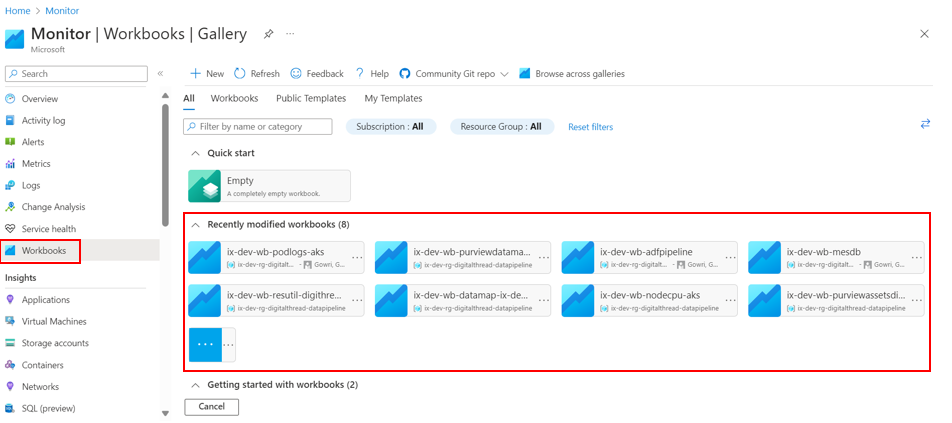 Home > Monitor
Monitor | Workbooks | Gallery ...
Microsoft
Search
«
New Refresh Feedback ? Help Community Git repo Browse across galleries
Overview
Activity log
Alerts
Metrics
Logs
Change Analysis
Service health
Workbooks
Insights
Applications
Virtual Machines
Storage accounts
Containers
Networks
SQL (preview)
All Workbooks Public Templates My Templates
Filter by name or category
Subscription : All
Resource Group : All
Reset filters
Quick start
Empty
A completely empty workbook.
Recently modified workbooks (8)
ix-dev-wb-podlogs-aks
ix-dev-rg-digitalt... - Gowri, G...
...
ix-dev-wb-purviewdatama...
ix-dev-rg-digitalthread-datapipeline
...
ix-dev-wb-adfpipeline
ix-dev-rg-digitalt... - Gowri, G...
...
ix-dev-wb-mesdb
ix-dev-rg-digitalt... - Gowri, G...
...
ix-dev-wb-resutil-digithre...
ix-dev-rg-digitalthread-datapipeline
...
ix-dev-wb-datamap-ix-de...
ix-dev-rg-digitalthread-datapipeline
...
ix-dev-wb-nodecpu-aks
ix-dev-rg-digitalthread-datapipeline
...
ix-dev-wb-purviewassetsdi...
ix-dev-rg-digitalthread-datapipeline
...
... ...
Getting started with workbooks (2)
Cancel